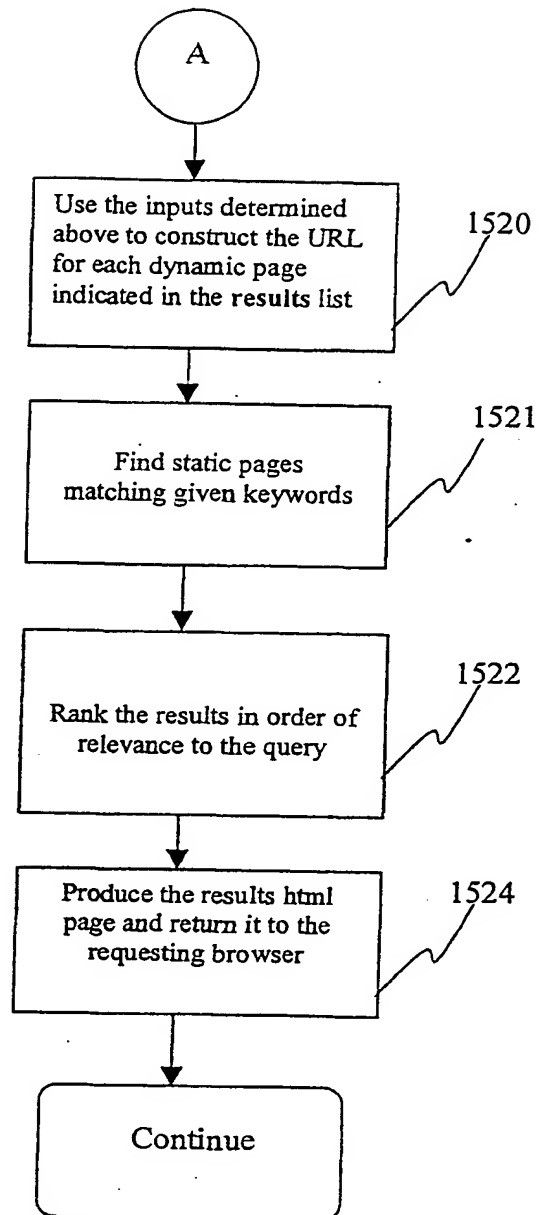 A
Use the inputs determined
above to construct the URL
for each dynamic page
indicated in the results list
1520
Find static pages
matching given keywords
1521
Rank the results in order of
relevance to the query
1522
Produce the results html
page and return it to the
requesting browser
1524
Continue